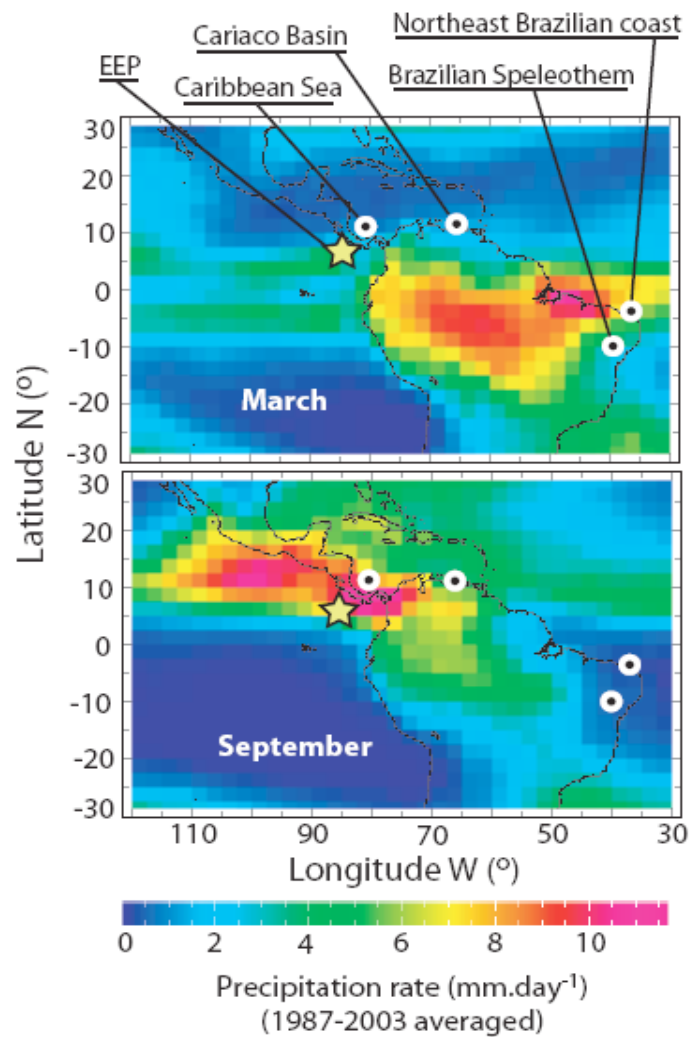 Northeast Brazilian coast
Cariaco Basin
EEP
Caribbean Sea
Brazilian Speleothem
30
20
10
0
-10
-20
-30
March
Latitude N (º)
30
20
10
0
-10
-20
-30
September
110 90 70 50 30
Longitude W (º)
0 2 4 6 8 10
Precipitation rate (mm.day⁻¹)
(1987-2003 averaged)